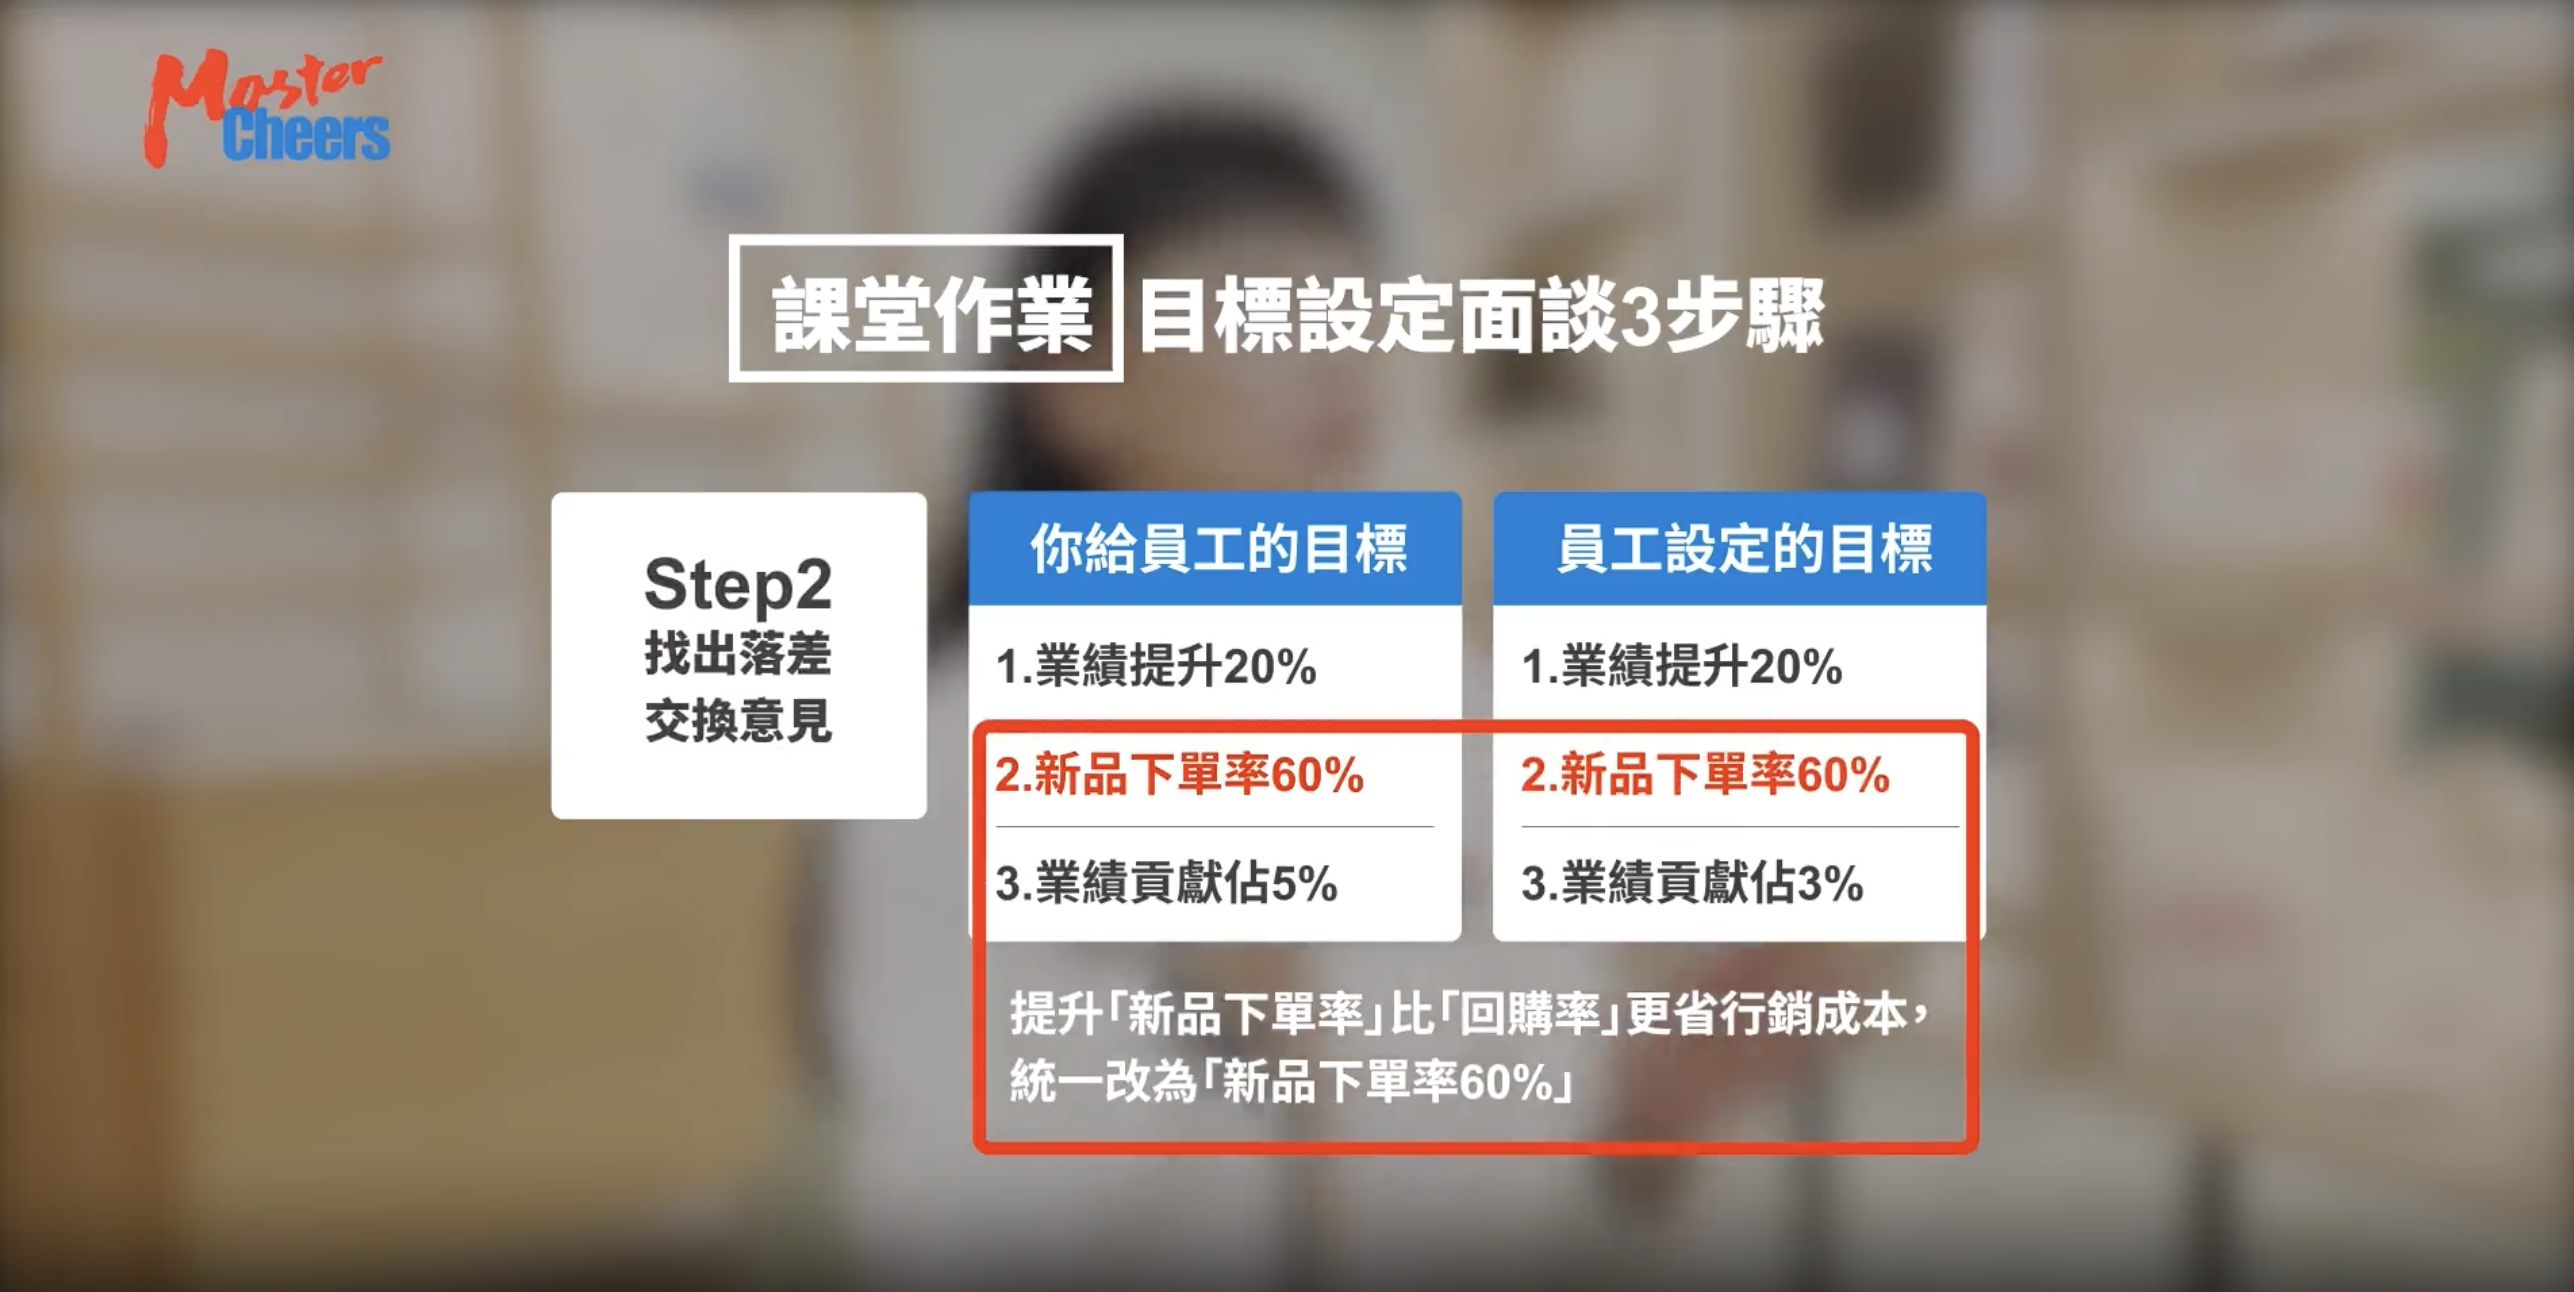 Master
Cheers
課堂作業 目標設定面談3步驟
Step2
找出落差
交換意見
你給員工的目標
1.業績提升20%
2.新品下單率60%
3.業績貢獻佔5%
員工設定的目標
1.業績提升20%
2.新品下單率60%
3.業績貢獻佔3%
提升「新品下單率」比「回購率」更省行銷成本，
統一改為「新品下單率60%」